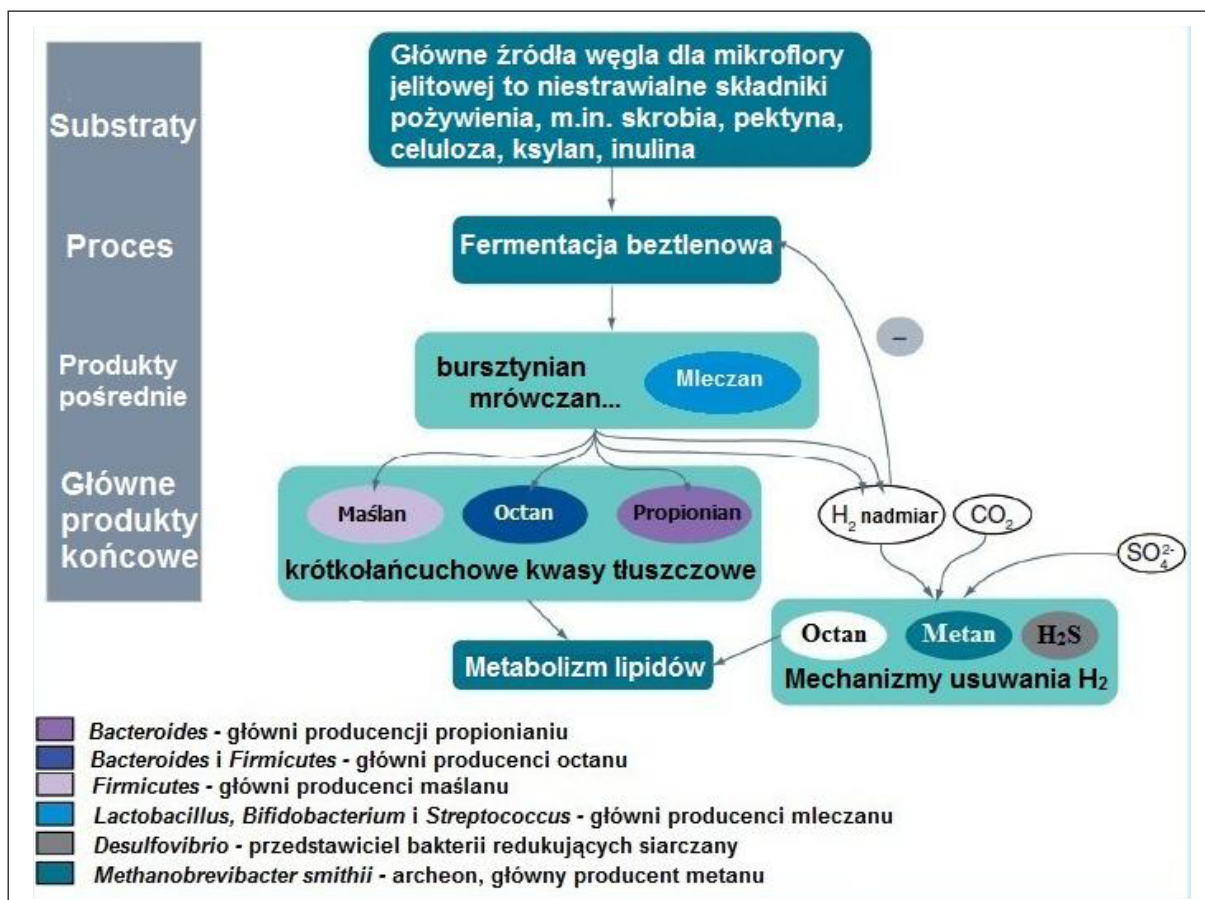 Substraty
Główne źródła węgla dla mikroflory
jelitowej to niestrawialne składniki
pożywienia, m.in. skrobia, pektyna,
celuloza, ksylan, inulina
Proces
Fermentacja beztlenowa
–
Produkty
pośrednie
bursztynian
mrówczan...
Mleczan
Główne
produkty
końcowe
Maślan
Octan
Propionian
krótkołańcuchowe kwasy tłuszczowe
H₂ nadmiar
CO₂
SO₄²⁻
Octan
Metan
H₂S
Mechanizmy usuwania H₂
Metabolizm lipidów
Bacteroides - główni producencji propionianiu
Bacteroides i Firmicutes - główni producenci octanu
Firmicutes - główni producenci maślanu
Lactobacillus, Bifidobacterium i Streptococcus - główni producenci mleczanu
Desulfovibrio - przedstawiciel bakterii redukujących siarczany
Methanobrevibacter smithii - archeon, główny producent metanu